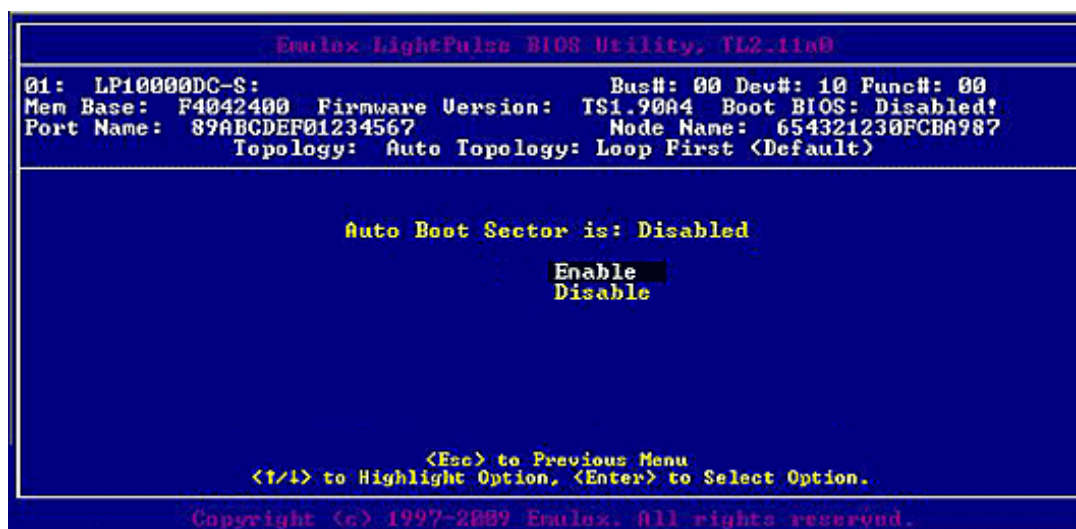 Emulex LightPulse BIOS Utility, TL2.11a0
01: LP10000DC-S: Bus#: 00 Dev#: 10 Func#: 00
Mem Base: F4042400 Firmware Version: TS1.90A4 Boot BIOS: Disabled!
Port Name: 89ABCDEF01234567 Node Name: 654321230FCBA987
Topology: Auto Topology: Loop First <Default>
Auto Boot Sector is: Disabled
Enable
Disable
<Esc> to Previous Menu
<↑/↓> to Highlight Option, <Enter> to Select Option.
Copyright <c> 1997-2009 Emulex. All rights reserved.